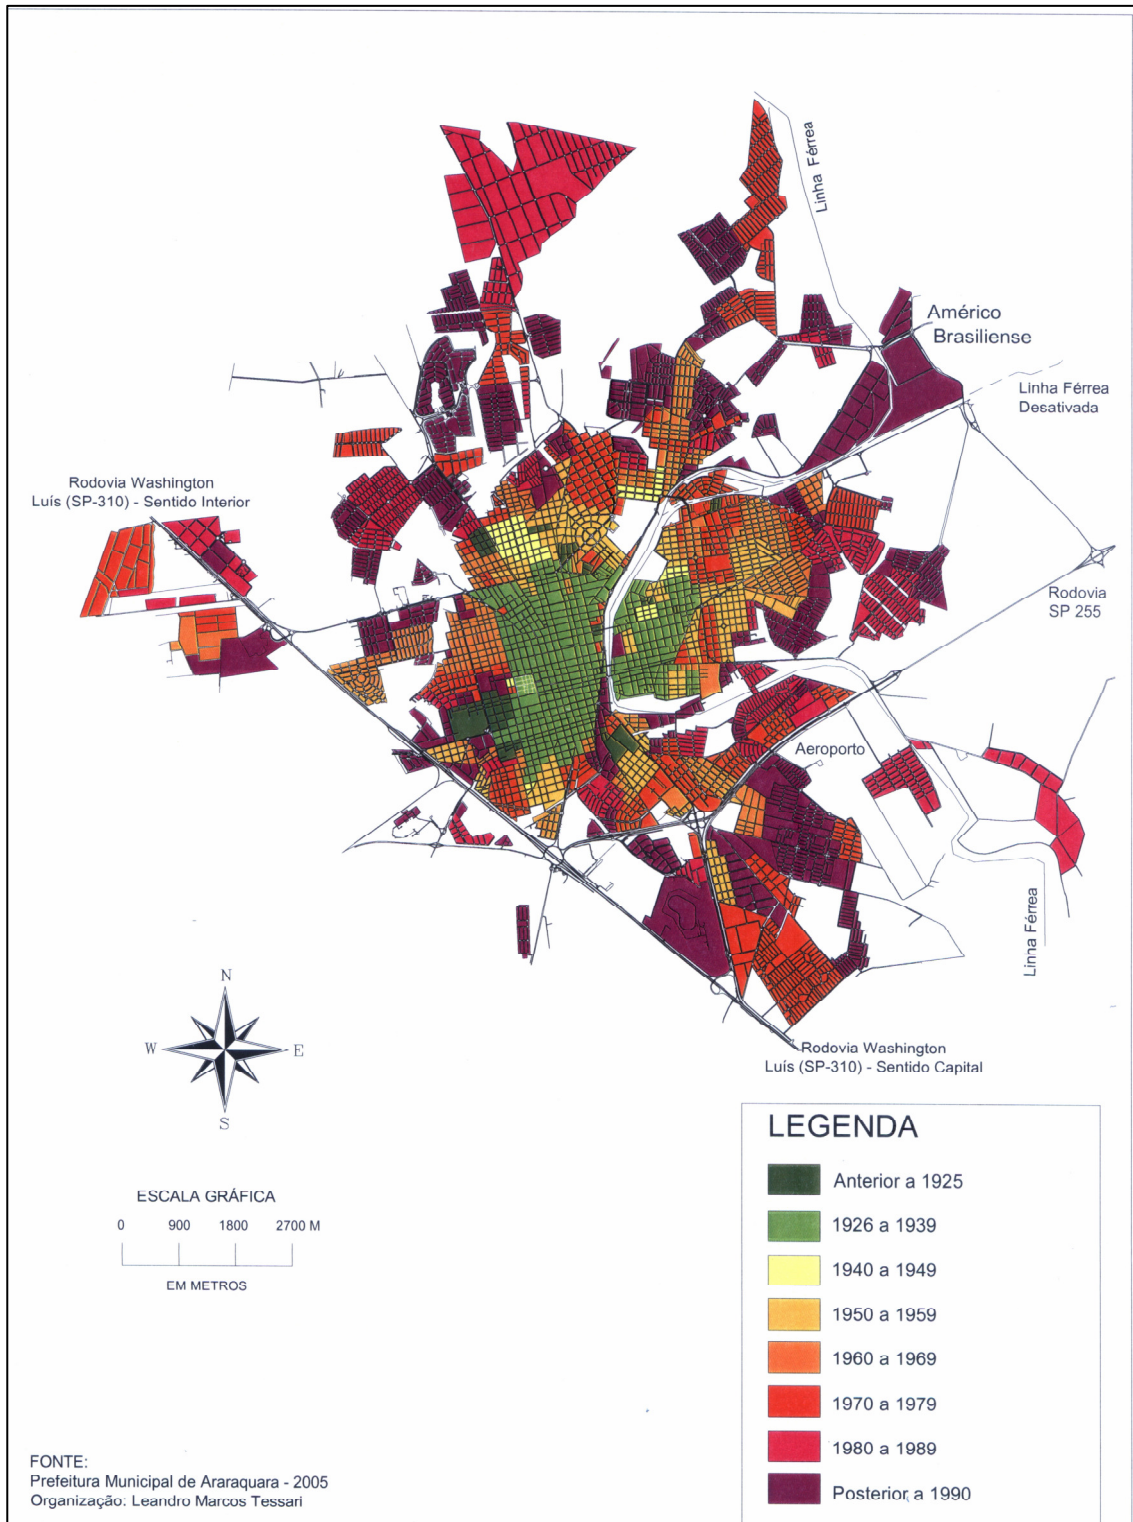 Linha Férrea
Américo
Brasiliense
Linha Férrea
Desativada
Rodovia Washington
Luís (SP-310) - Sentido Interior
Rodovia
SP 255
Aeroporto
Linha Férrea
N
W
E
S
Rodovia Washington
Luís (SP-310) - Sentido Capital
ESCALA GRÁFICA
0 900 1800 2700 M
EM METROS
LEGENDA
Anterior a 1925
1926 a 1939
1940 a 1949
1950 a 1959
1960 a 1969
1970 a 1979
1980 a 1989
Posterior a 1990
FONTE:
Prefeitura Municipal de Araraquara - 2005
Organização: Leandro Marcos Tessari